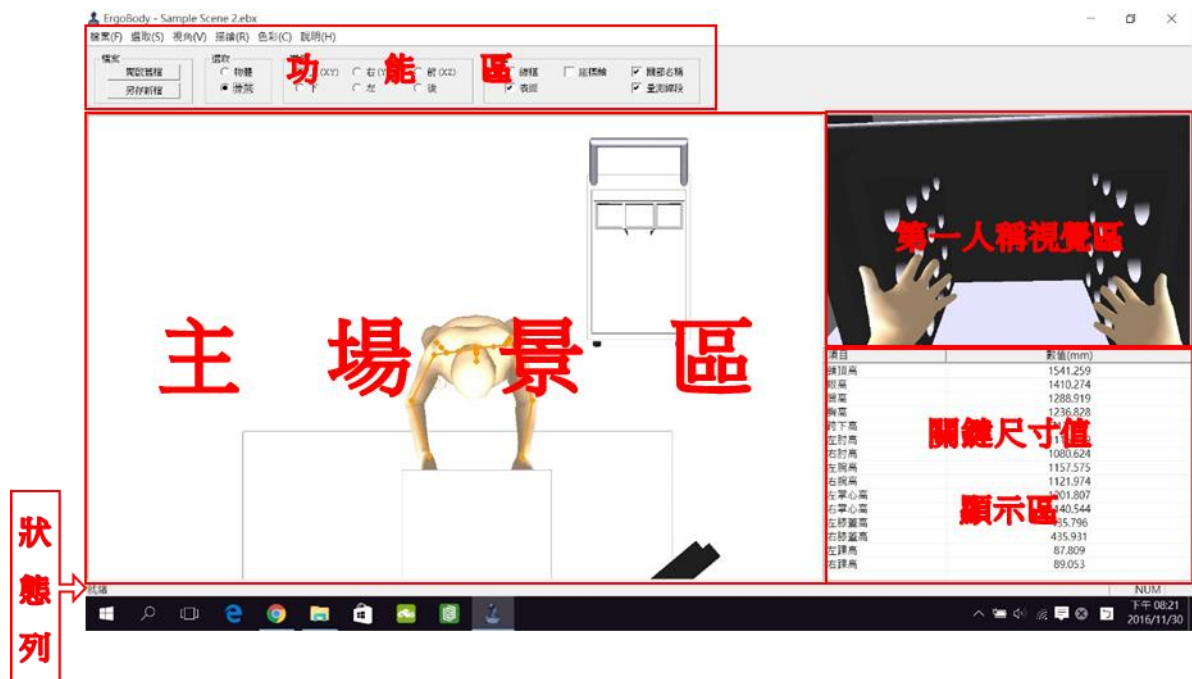 ErgoBody - Sample Scene 2.ebx
檔案(F) 選取(S) 視角(V) 描繪(R) 色彩(C) 說明(H)
檔案
選取
開啟舊檔
物體
(XY)
右(Y
前(XZ)
座標軸
關節名稱
另存新檔
下
左
後
表面
量測線段
功能區
主場景區
第一人稱視覺區
項目 數值(mm)
頭頂高 1541.259
眼高 1410.274
肩高 1288.919
胸高 1236.828
跨下高
左肘高
右肘高 1080.624
左腕高 1157.575
右腕高 1121.974
左掌心高 1201.807
右掌心高 1140.544
左膝蓋高 435.796
右膝蓋高 435.931
左踝高 87.809
右踝高 89.053
關鍵尺寸值
顯示區
狀態列
就緒 NUM
下午 08:21
2016/11/30